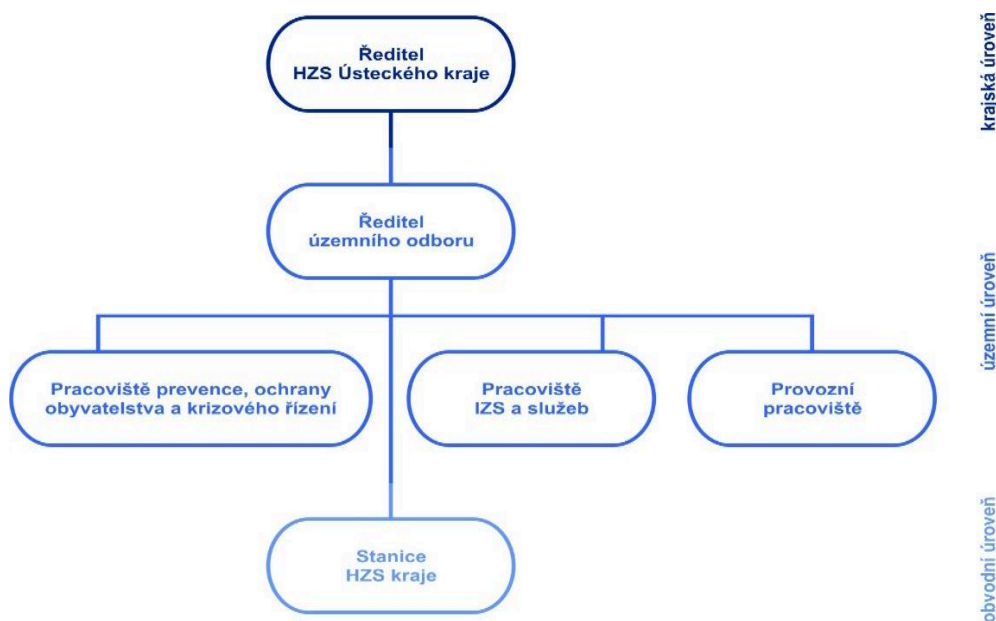 Ředitel
HZS Ústeckého kraje
krajská úroveň
Ředitel
územního odboru
územní úroveň
Pracoviště prevence, ochrany
obyvatelstva a krizového řízení
Pracoviště
IZS a služeb
Provozní
pracoviště
Stanice
HZS kraje
obvodní úroveň